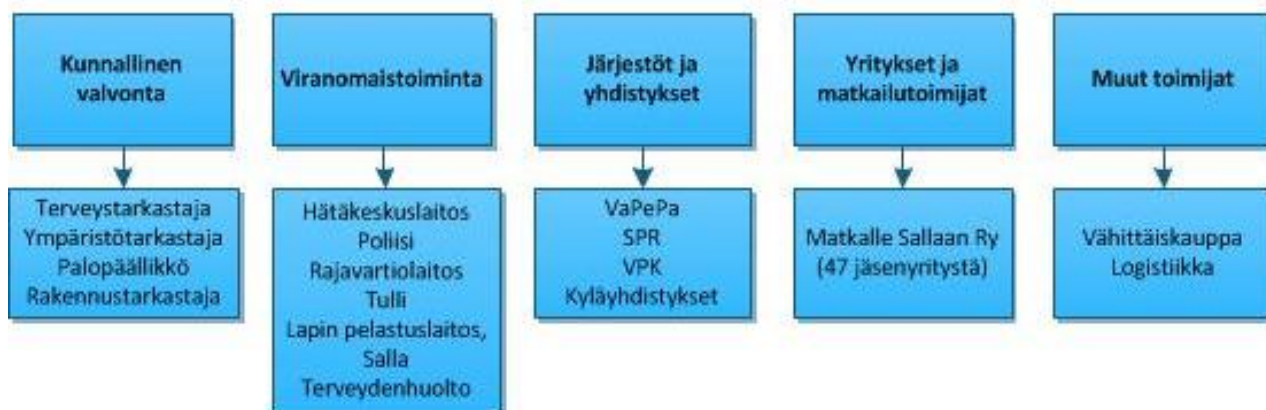 Kunnallinen
valvonta
Terveystarkastaja
Ympäristötarkastaja
Palopäällikkö
Rakennustarkastaja
Viranomaistoiminta
Hätäkeskuslaitos
Poliisi
Rajavartiolaitos
Tulli
Lapin pelastuslaitos,
Salla
Terveydenhuolto
Järjestöt ja
yhdistykset
VaPePa
SPR
VPK
Kyläyhdistykset
Yritykset ja
matkailutoimijat
Matkalle Sallaan Ry
(47 jäsenyritystä)
Muut toimijat
Vähittäiskauppa
Logistiikka